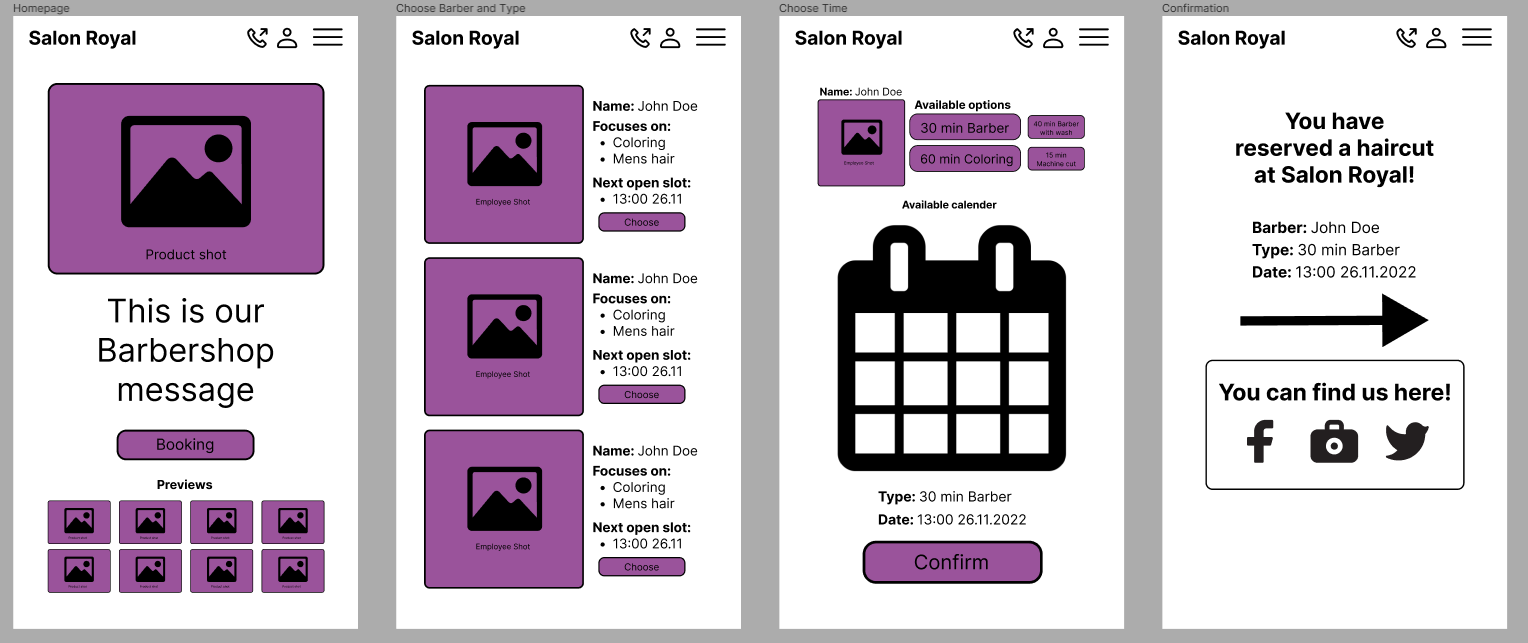 Homepage
Salon Royal
Product shot
This is our
Barbershop
message
Booking
Previews
Product shot
Product shot
Product shot
Product shot
Product shot
Product shot
Product shot
Product shot
Choose Barber and Type
Salon Royal
Employee Shot
Name: John Doe
Focuses on:
• Coloring
• Mens hair
Next open slot:
• 13:00 26.11
Choose
Employee Shot
Name: John Doe
Focuses on:
• Coloring
• Mens hair
Next open slot:
• 13:00 26.11
Choose
Employee Shot
Name: John Doe
Focuses on:
• Coloring
• Mens hair
Next open slot:
• 13:00 26.11
Choose
Choose Time
Salon Royal
Name: John Doe
Employee Shot
Available options
30 min Barber
40 min Barber
with wash
60 min Coloring
15 min
Machine cut
Available calender
Type: 30 min Barber
Date: 13:00 26.11.2022
Confirm
Confirmation
Salon Royal
You have
reserved a haircut
at Salon Royal!
Barber: John Doe
Type: 30 min Barber
Date: 13:00 26.11.2022
You can find us here!